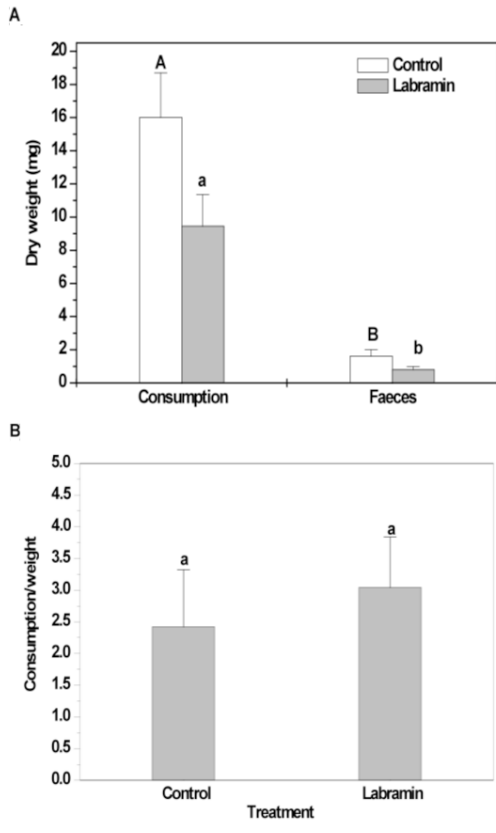 A
20
18
16
14
12
10
8
6
4
2
0
Dry weight (mg)
A
a
B
b
Control
Labramin
Consumption
Faeces
B
5.0
4.5
4.0
3.5
3.0
2.5
2.0
1.5
1.0
0.5
0.0
Consumption/weight
a
a
Control
Labramin
Treatment